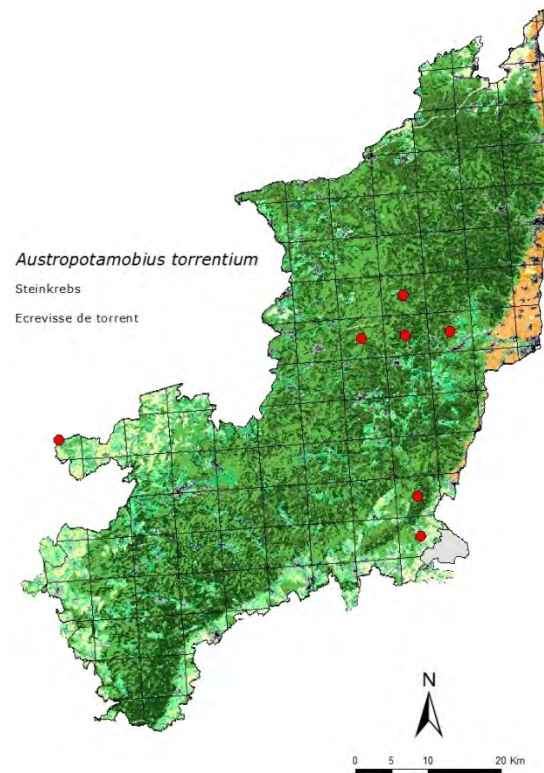 Austropotamobius torrentium
Steinkrebs
Ecrevisse de torrent
N
0 5 10 20 Km